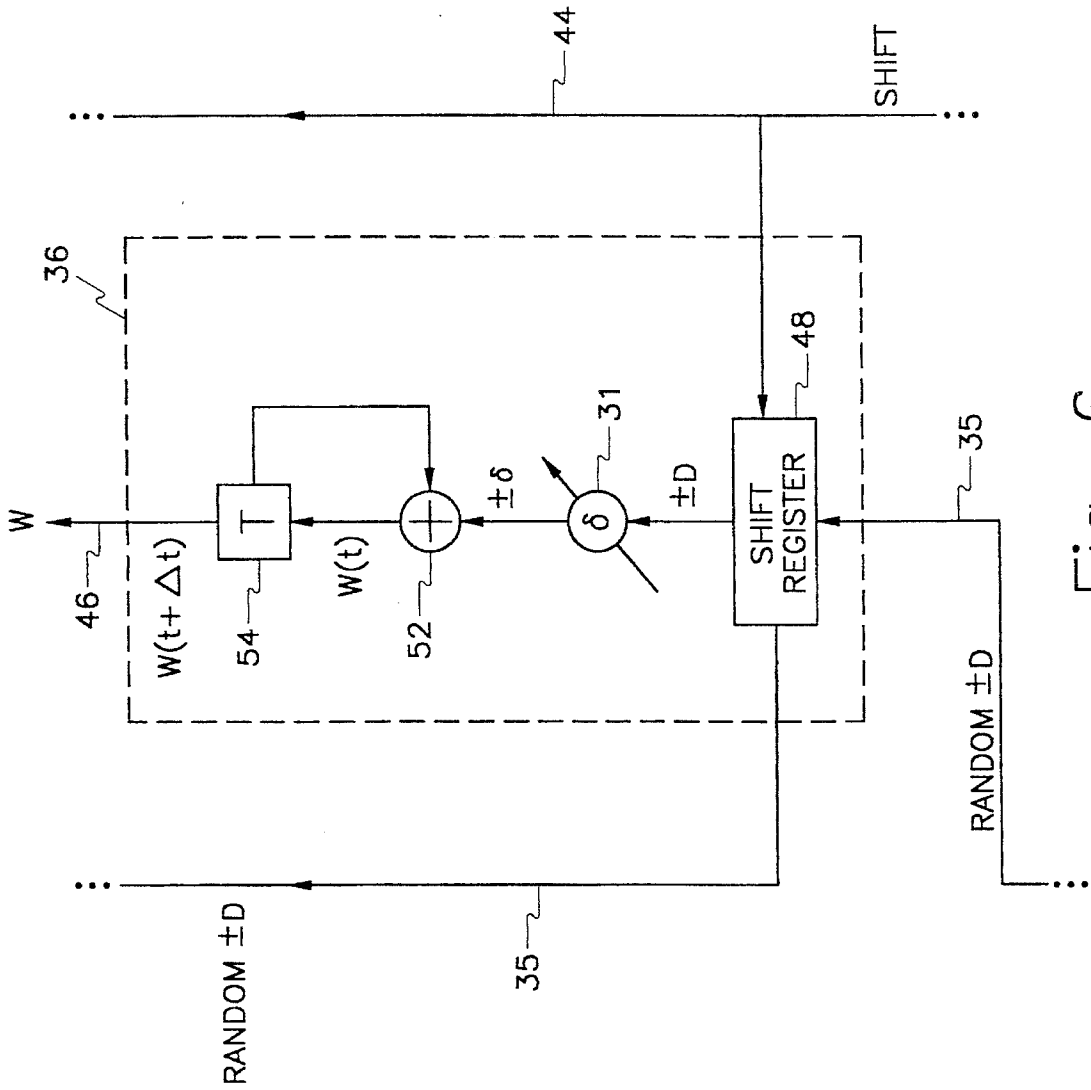 W
46
36
44
W(t+Δt)
T
54
W(t)
RANDOM ±D
+
52
±δ
δ
31
35
±D
SHIFT
REGISTER
48
SHIFT
35
RANDOM ±D